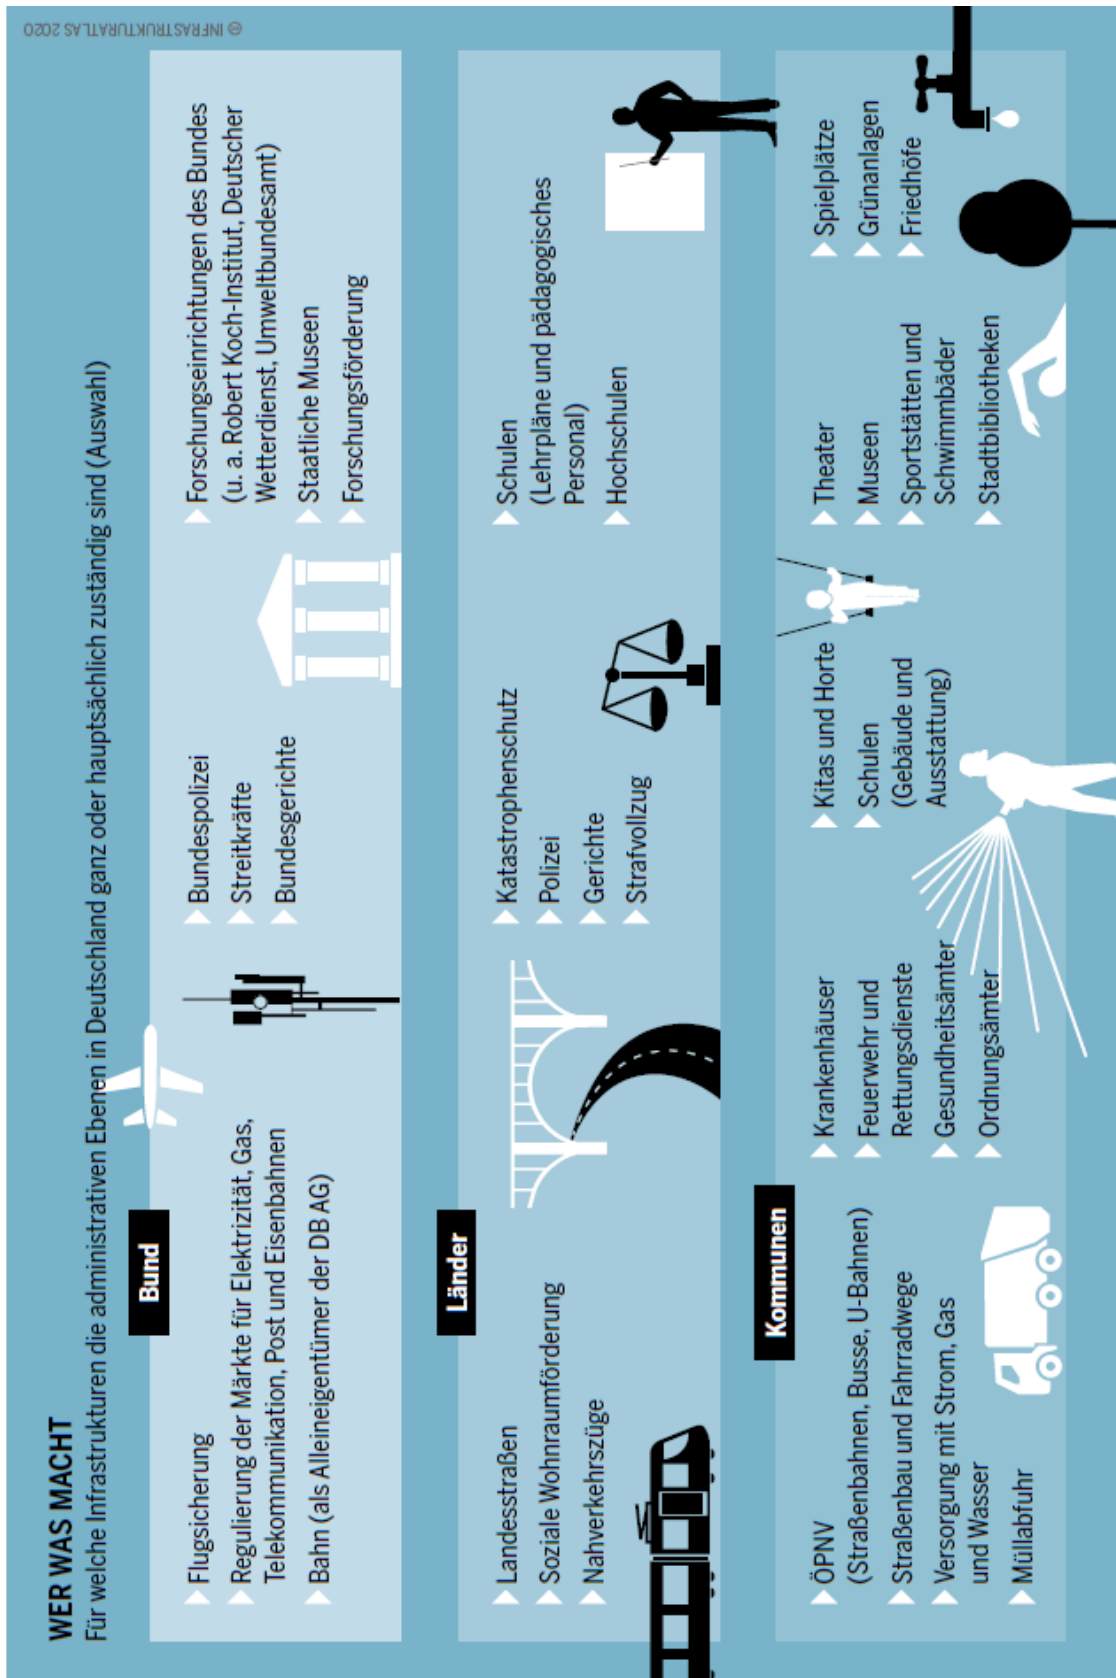 WER WAS MACHT
Für welche Infrastrukturen die administrativen Ebenen in Deutschland ganz oder hauptsächlich zuständig sind (Auswahl)
Bund
Flugsicherung
Regulierung der Märkte für Elektrizität, Gas,
Telekommunikation, Post und Eisenbahnen
Bahn (als Alleineigentümer der DB AG)
Bundespolizei
Streitkräfte
Bundesgerichte
Forschungseinrichtungen des Bundes
(u. a. Robert Koch-Institut, Deutscher
Wetterdienst, Umweltbundesamt)
Staatliche Museen
Forschungsförderung
Länder
Landesstraßen
Soziale Wohnraumförderung
Nahverkehrszüge
Katastrophenschutz
Polizei
Gerichte
Strafvollzug
Schulen
(Lehrpläne und pädagogisches
Personal)
Hochschulen
Kommunen
ÖPNV
(Straßenbahnen, Busse, U-Bahnen)
Straßenbau und Fahrradwege
Versorgung mit Strom, Gas
und Wasser
Müllabfuhr
Krankenhäuser
Feuerwehr und
Rettungsdienste
Gesundheitsämter
Ordnungsämter
Kitas und Horte
Schulen
(Gebäude und
Ausstattung)
Theater
Museen
Sportstätten und
Schwimmbäder
Stadtbibliotheken
Spielplätze
Grünanlagen
Friedhöfe
INFRASTRUKTURATLAS 2020